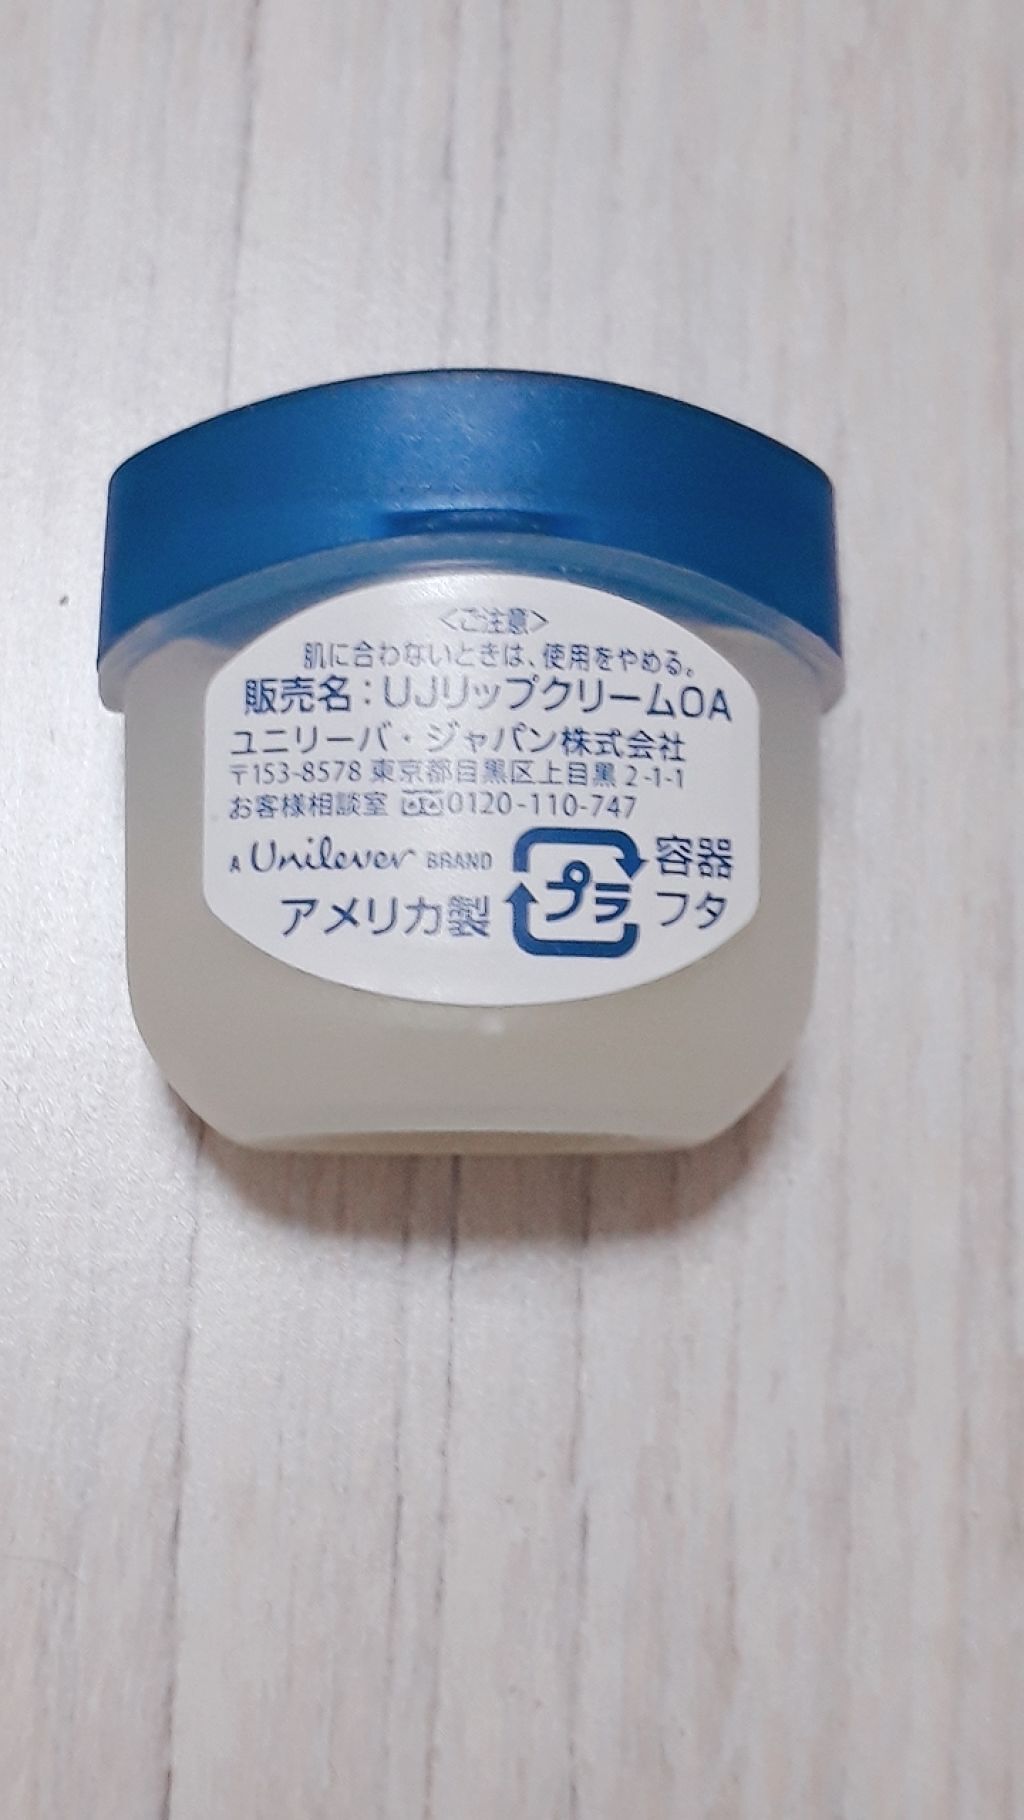 <ご注意>
肌に合わないときは、使用をやめる。
販売名：UJリップクリームOA
ユニリーバ・ジャパン株式会社
〒153-8578 東京都目黒区上目黒 2-1-1
お客様相談室 0120-110-747
A Unilever BRAND
アメリカ製
プラ
容器
フタ